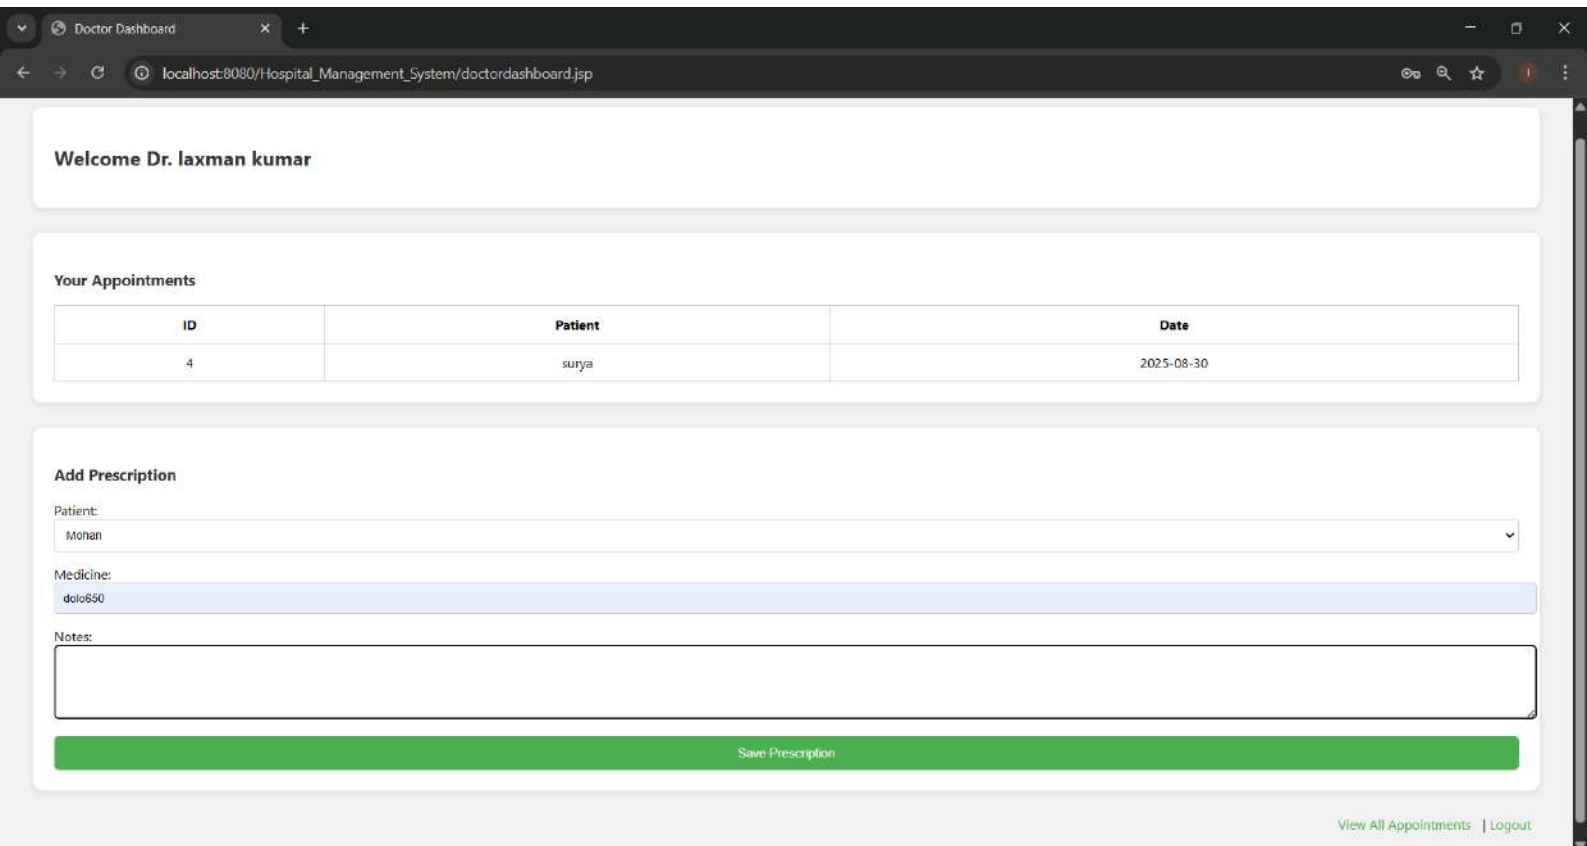 Doctor Dashboard
localhost:8080/Hospital_Management_System/doctordashboard.jsp
Welcome Dr. laxman kumar
Your Appointments
ID Patient Date
4 surya 2025-08-30
Add Prescription
Patient:
Mohan
Medicine:
dolo650
Notes:
Save Prescription
View All Appointments | Logout